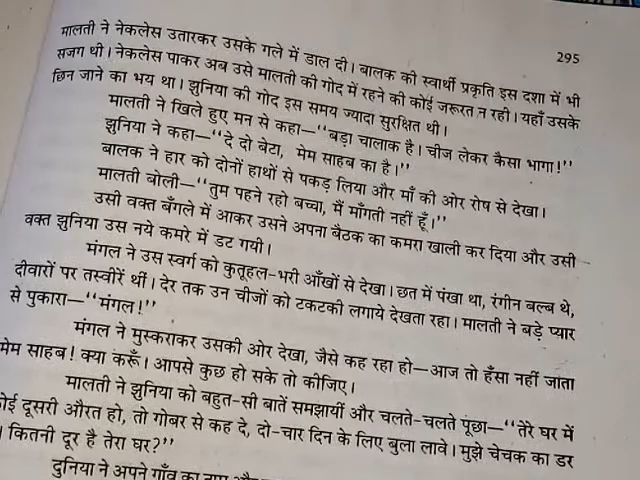 295
मालती ने नेकलेस उतारकर उसके गले में डाल दी। बालक की स्वार्थी प्रकृति इस दशा में भी
सजग थी। नेकलेस पाकर अब उसे मालती की गोद में रहने की कोई ज़रूरत न रही। यहाँ उसके
छिन जाने का भय था। झुनिया की गोद इस समय ज्यादा सुरक्षित थी।
मालती ने खिले हुए मन से कहा—“बड़ा चालाक है। चीज लेकर कैसा भागा!”
झुनिया ने कहा—“दे दो बेटा, मेम साहब का है।”
बालक ने हार को दोनों हाथों से पकड़ लिया और माँ की ओर रोष से देखा।
मालती बोली—“तुम पहने रहो बच्चा, मैं माँगती नहीं हूँ।”
उसी वक्त बँगले में आकर उसने अपना बैठक का कमरा खाली कर दिया और उसी
वक्त झुनिया उस नये कमरे में डट गयी।
मंगल ने उस स्वर्ग को कुतूहल-भरी आँखों से देखा। छत में पंखा था, रंगीन बल्ब थे,
दीवारों पर तस्वीरें थीं। देर तक उन चीजों को टकटकी लगाये देखता रहा। मालती ने बड़े प्यार
से पुकारा—“मंगल!”
मंगल ने मुस्कराकर उसकी ओर देखा, जैसे कह रहा हो—आज तो हँसा नहीं जाता
मेम साहब! क्या करूँ। आपसे कुछ हो सके तो कीजिए।
मालती ने झुनिया को बहुत-सी बातें समझायीं और चलते-चलते पूछा—“तेरे घर में
कोई दूसरी औरत हो, तो गोबर से कह दे, दो-चार दिन के लिए बुला लावे। मुझे चेचक का डर
। कितनी दूर है तेरा घर?”
दुनिया ने अपने गाँव का